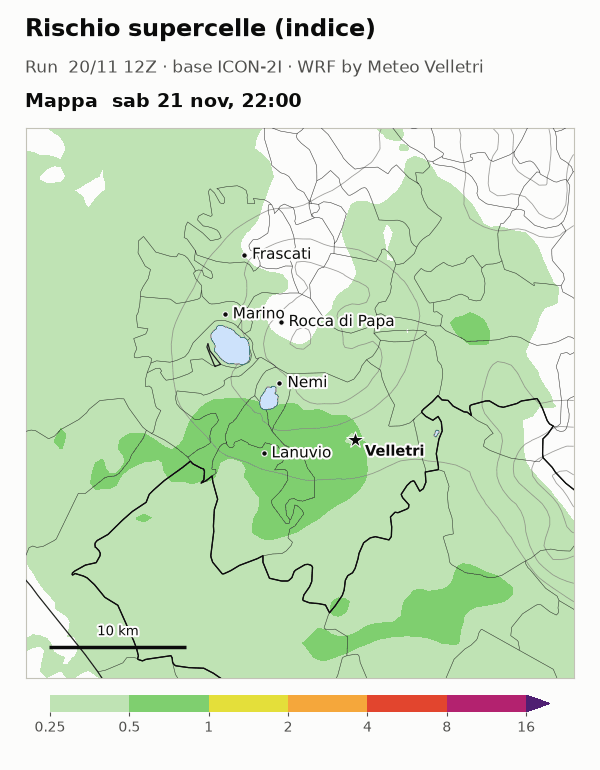 Rischio supercelle (indice)
Run  20/11 12Z · base ICON-2I · WRF by Meteo Velletri
Mappa  sab 21 nov, 22:00
Frascati
Marino
Rocca di Papa
Nemi
Lanuvio
Velletri
10 km
0.25 0.5 1 2 4 8 16